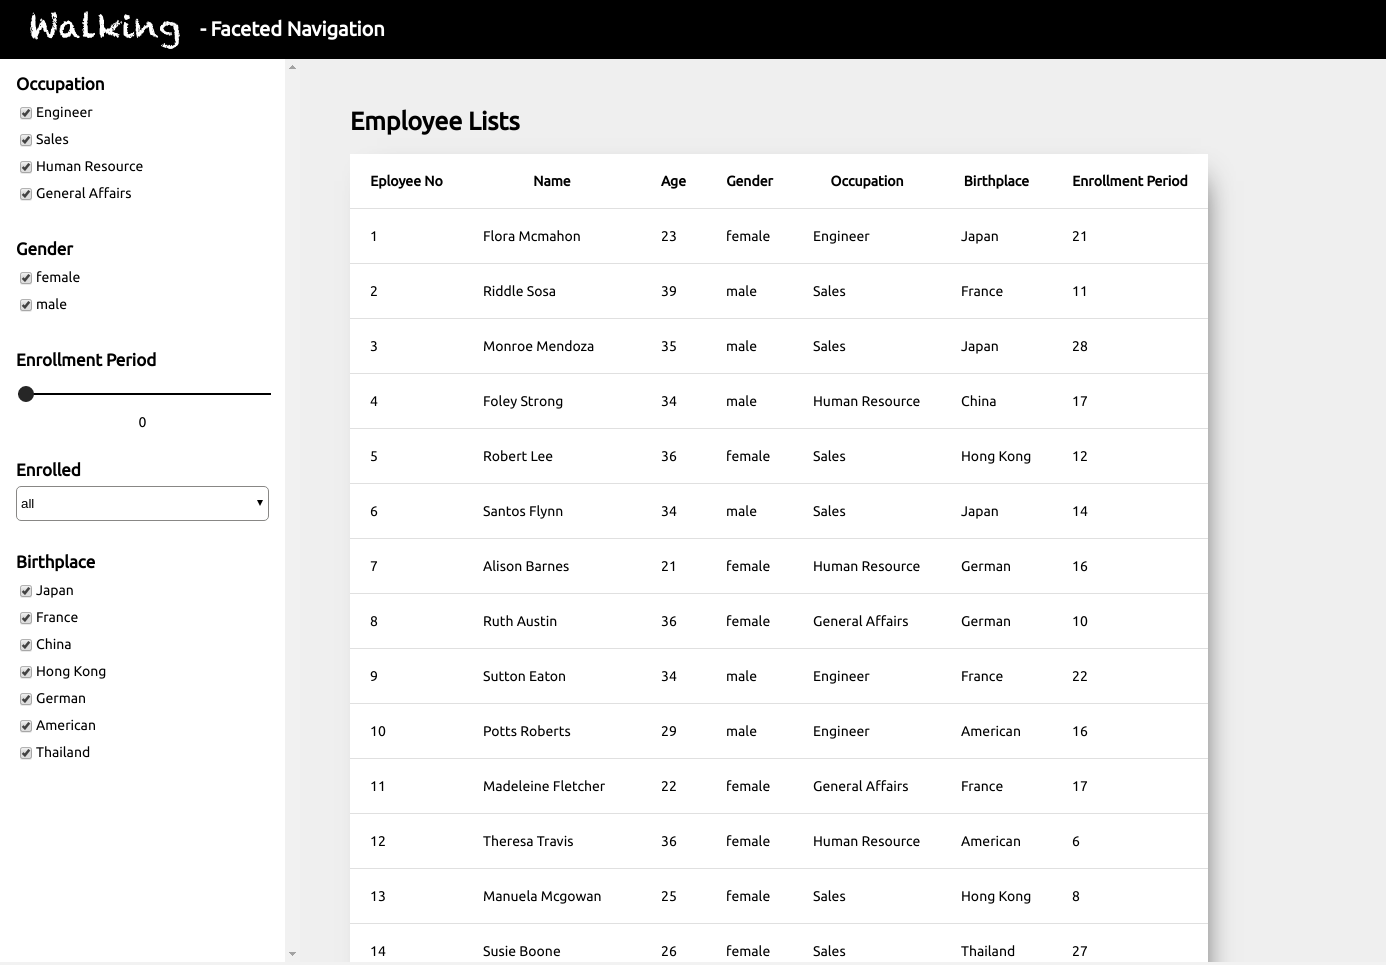 Walking - Faceted Navigation
Occupation
Engineer
Sales
Human Resource
General Affairs
Gender
female
male
Enrollment Period
0
Enrolled
all
Birthplace
Japan
France
China
Hong Kong
German
American
Thailand
Employee Lists
Eployee No Name Age Gender Occupation Birthplace Enrollment Period
1 Flora Mcmahon 23 female Engineer Japan 21
2 Riddle Sosa 39 male Sales France 11
3 Monroe Mendoza 35 male Sales Japan 28
4 Foley Strong 34 male Human Resource China 17
5 Robert Lee 36 female Sales Hong Kong 12
6 Santos Flynn 34 male Sales Japan 14
7 Alison Barnes 21 female Human Resource German 16
8 Ruth Austin 36 female General Affairs German 10
9 Sutton Eaton 34 male Engineer France 22
10 Potts Roberts 29 male Engineer American 16
11 Madeleine Fletcher 22 female General Affairs France 17
12 Theresa Travis 36 female Human Resource American 6
13 Manuela Mcgowan 25 female Sales Hong Kong 8
14 Susie Boone 26 female Sales Thailand 27